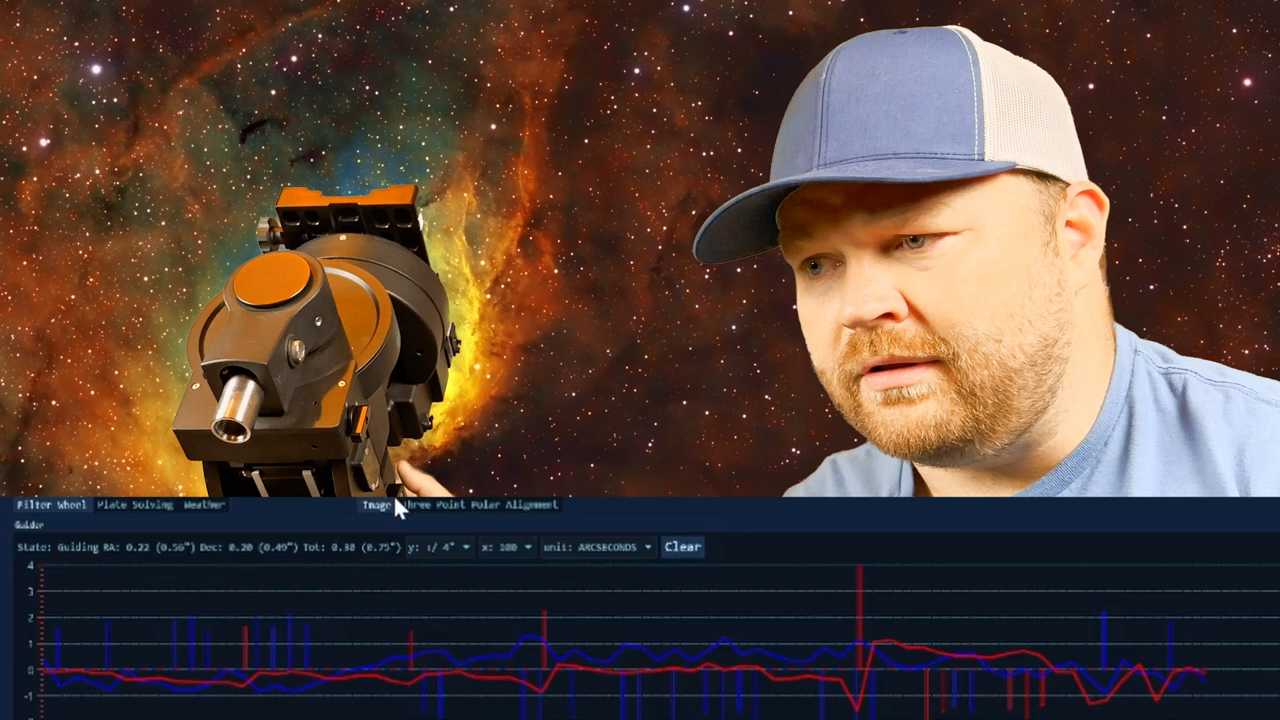 Filter Wheel Plate Solving Weather Image Three Point Polar Alignment
Guider
State: Guiding RA: 0.22 (0.56") Dec: 0.20 (0.49") Tot: 0.30 (0.75") y: +/ 4" x: 100 unit: ARCSECONDS Clear
4
3
2
1
0
-1